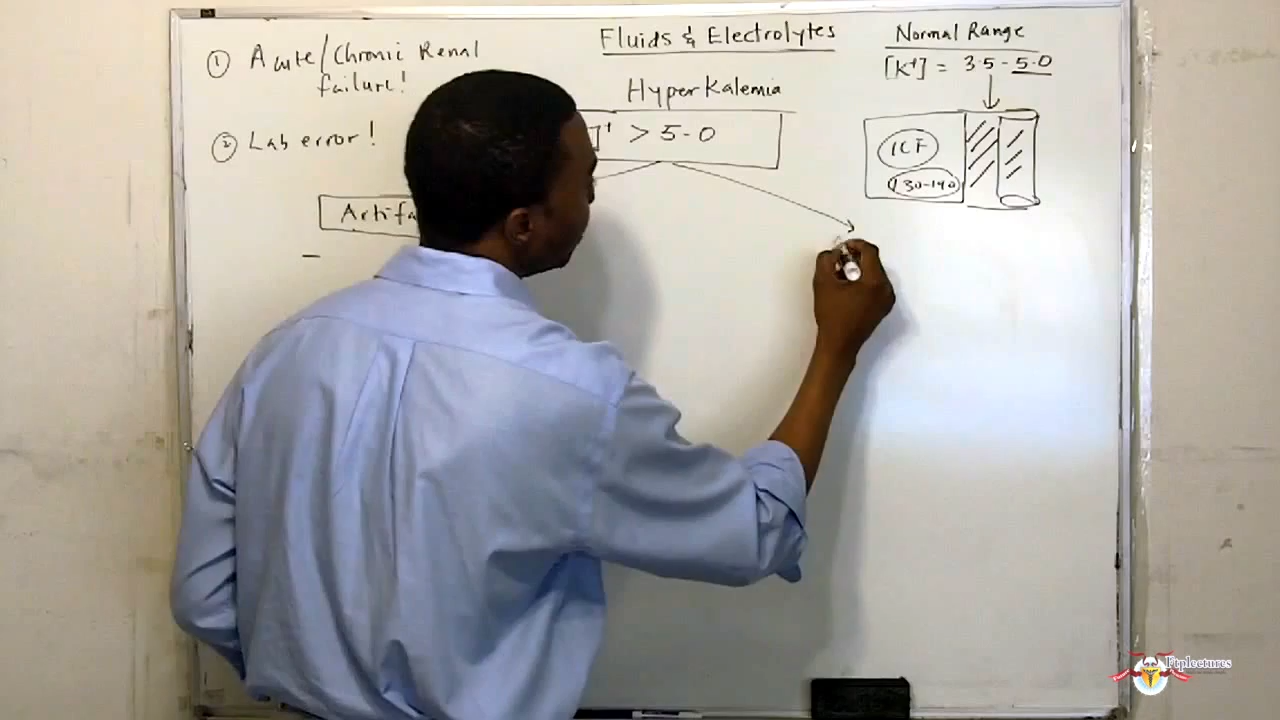 Fluids & Electrolytes
Normal Range
[K+] = 3.5 - 5.0
① Acute/Chronic Renal
failure!
HyperKalemia
]+ > 5.0
② Lab error!
ICF
130-140
Artifa
Ftplectures